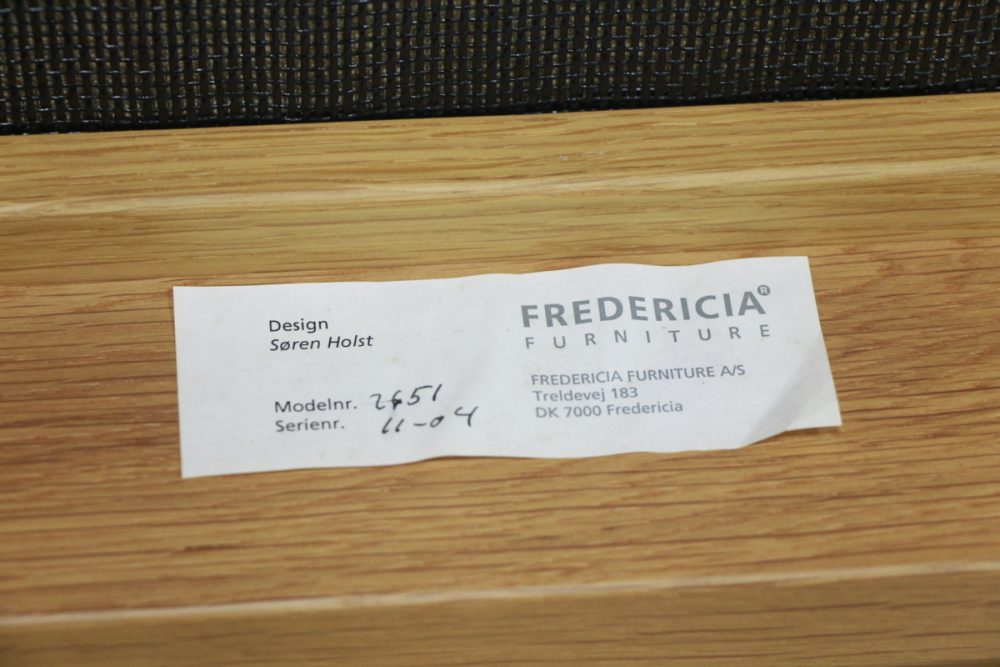 Design
Søren Holst
Modelnr. 2651
Serienr. 11-04
FREDERICIA®
FURNITURE
FREDERICIA FURNITURE A/S
Treldevej 183
DK 7000 Fredericia